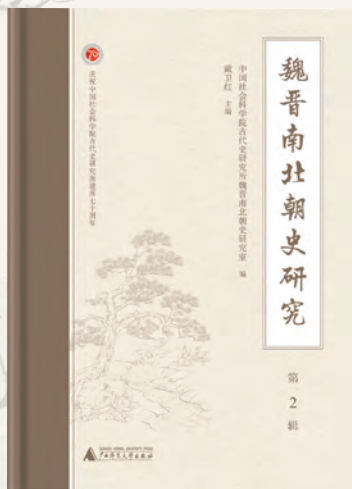 魏晋南北朝史研究
第2辑
中国社会科学院古代史研究所魏晋南北朝史研究室 编
戴卫红 主编
70
庆祝中国社会科学院古代史研究所建所七十周年
广西师范大学出版社